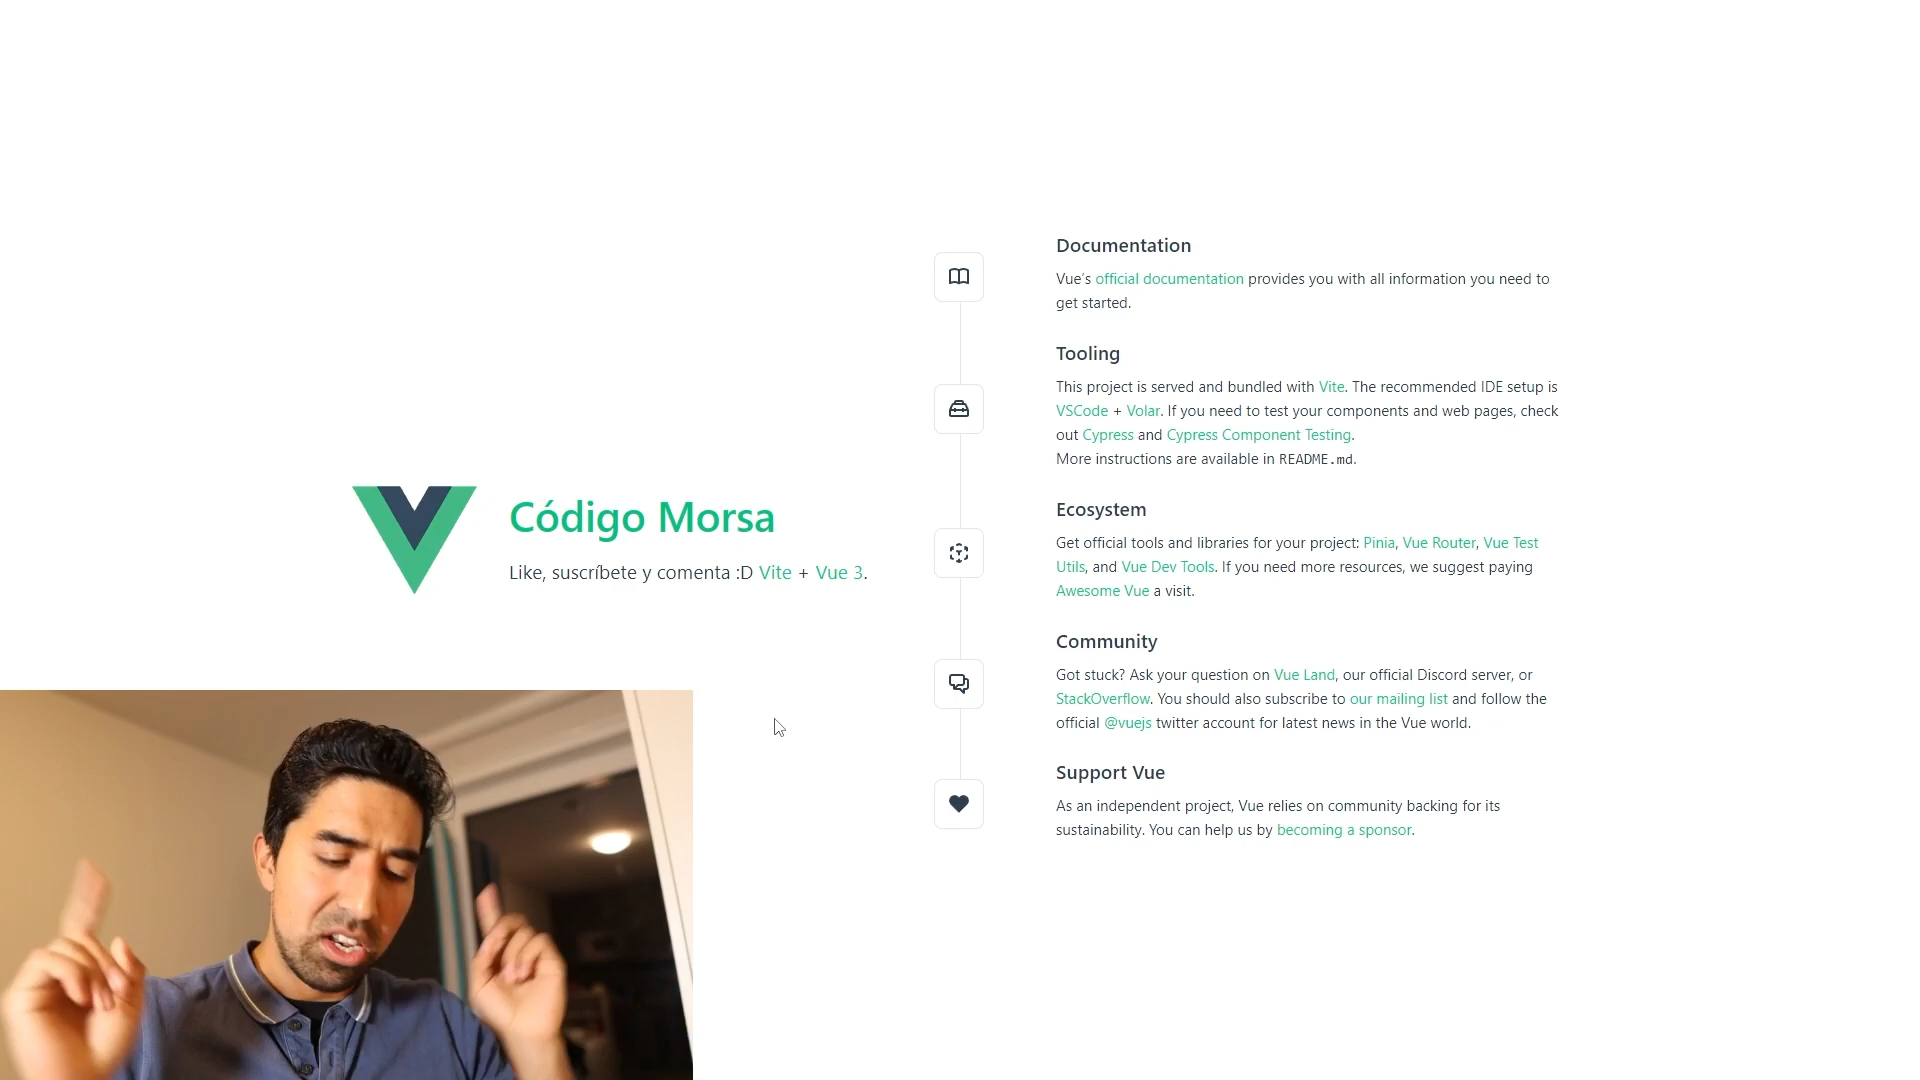 Código Morsa
Like, suscríbete y comenta :D Vite + Vue 3.
Documentation
Vue’s official documentation provides you with all information you need to
get started.
Tooling
This project is served and bundled with Vite. The recommended IDE setup is
VSCode + Volar. If you need to test your components and web pages, check
out Cypress and Cypress Component Testing.
More instructions are available in README.md.
Ecosystem
Get official tools and libraries for your project: Pinia, Vue Router, Vue Test
Utils, and Vue Dev Tools. If you need more resources, we suggest paying
Awesome Vue a visit.
Community
Got stuck? Ask your question on Vue Land, our official Discord server, or
StackOverflow. You should also subscribe to our mailing list and follow the
official @vuejs twitter account for latest news in the Vue world.
Support Vue
As an independent project, Vue relies on community backing for its
sustainability. You can help us by becoming a sponsor.